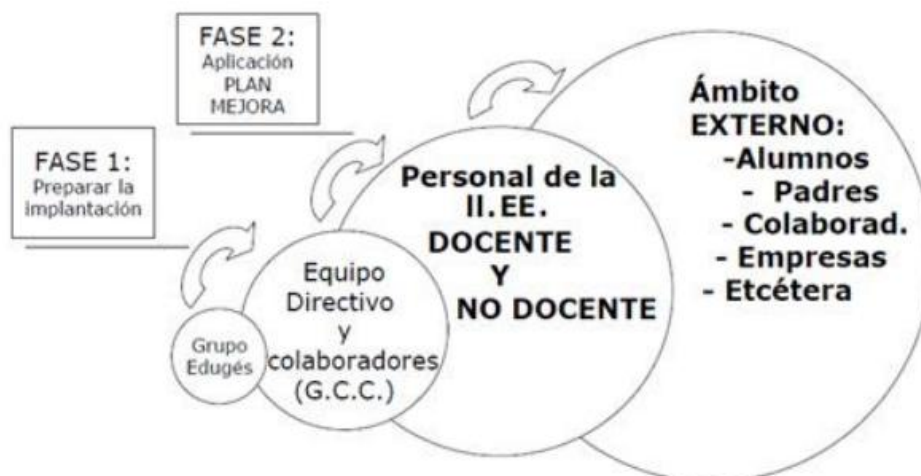 FASE 2:
Aplicación
PLAN
MEJORA
FASE 1:
Preparar la
implantación
Grupo
Edugés
Equipo
Directivo
y
colaboradores
(G.C.C.)
Personal de la
II.EE.
DOCENTE
Y
NO DOCENTE
Ámbito
EXTERNO:
-Alumnos
- Padres
- Colaborad.
- Empresas
- Etcétera